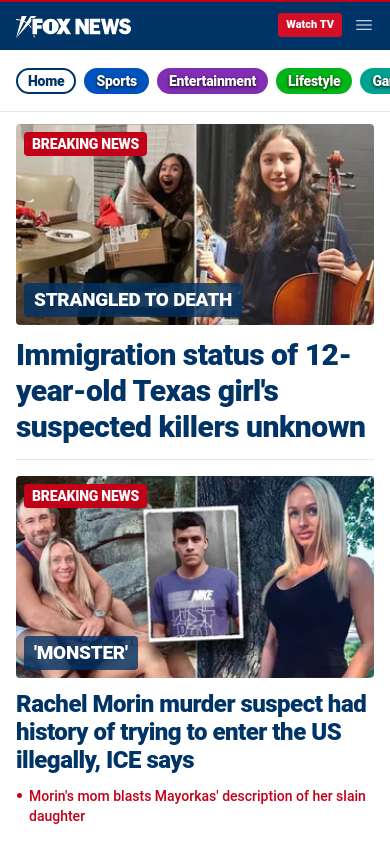 FOX NEWS
Watch TV
Home Sports Entertainment Lifestyle Ga
BREAKING NEWS
STRANGLED TO DEATH
Immigration status of 12-
year-old Texas girl's
suspected killers unknown
BREAKING NEWS
NIKE
JUST
'MONSTER'
Rachel Morin murder suspect had
history of trying to enter the US
illegally, ICE says
Morin's mom blasts Mayorkas' description of her slain
daughter